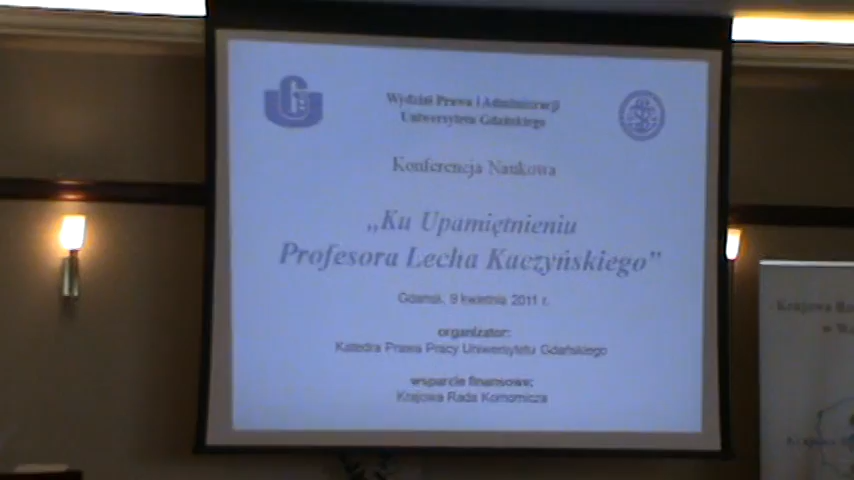 Wydział Prawa i Administracji
Uniwersytetu Gdańskiego
Konferencja Naukowa
„Ku Upamiętnieniu
Profesora Lecha Kaczyńskiego”
Gdańsk, 9 kwietnia 2011 r.
organizator:
Katedra Prawa Pracy Uniwersytetu Gdańskiego
wsparcie finansowe:
Krajowa Rada Komornicza
Krajowa